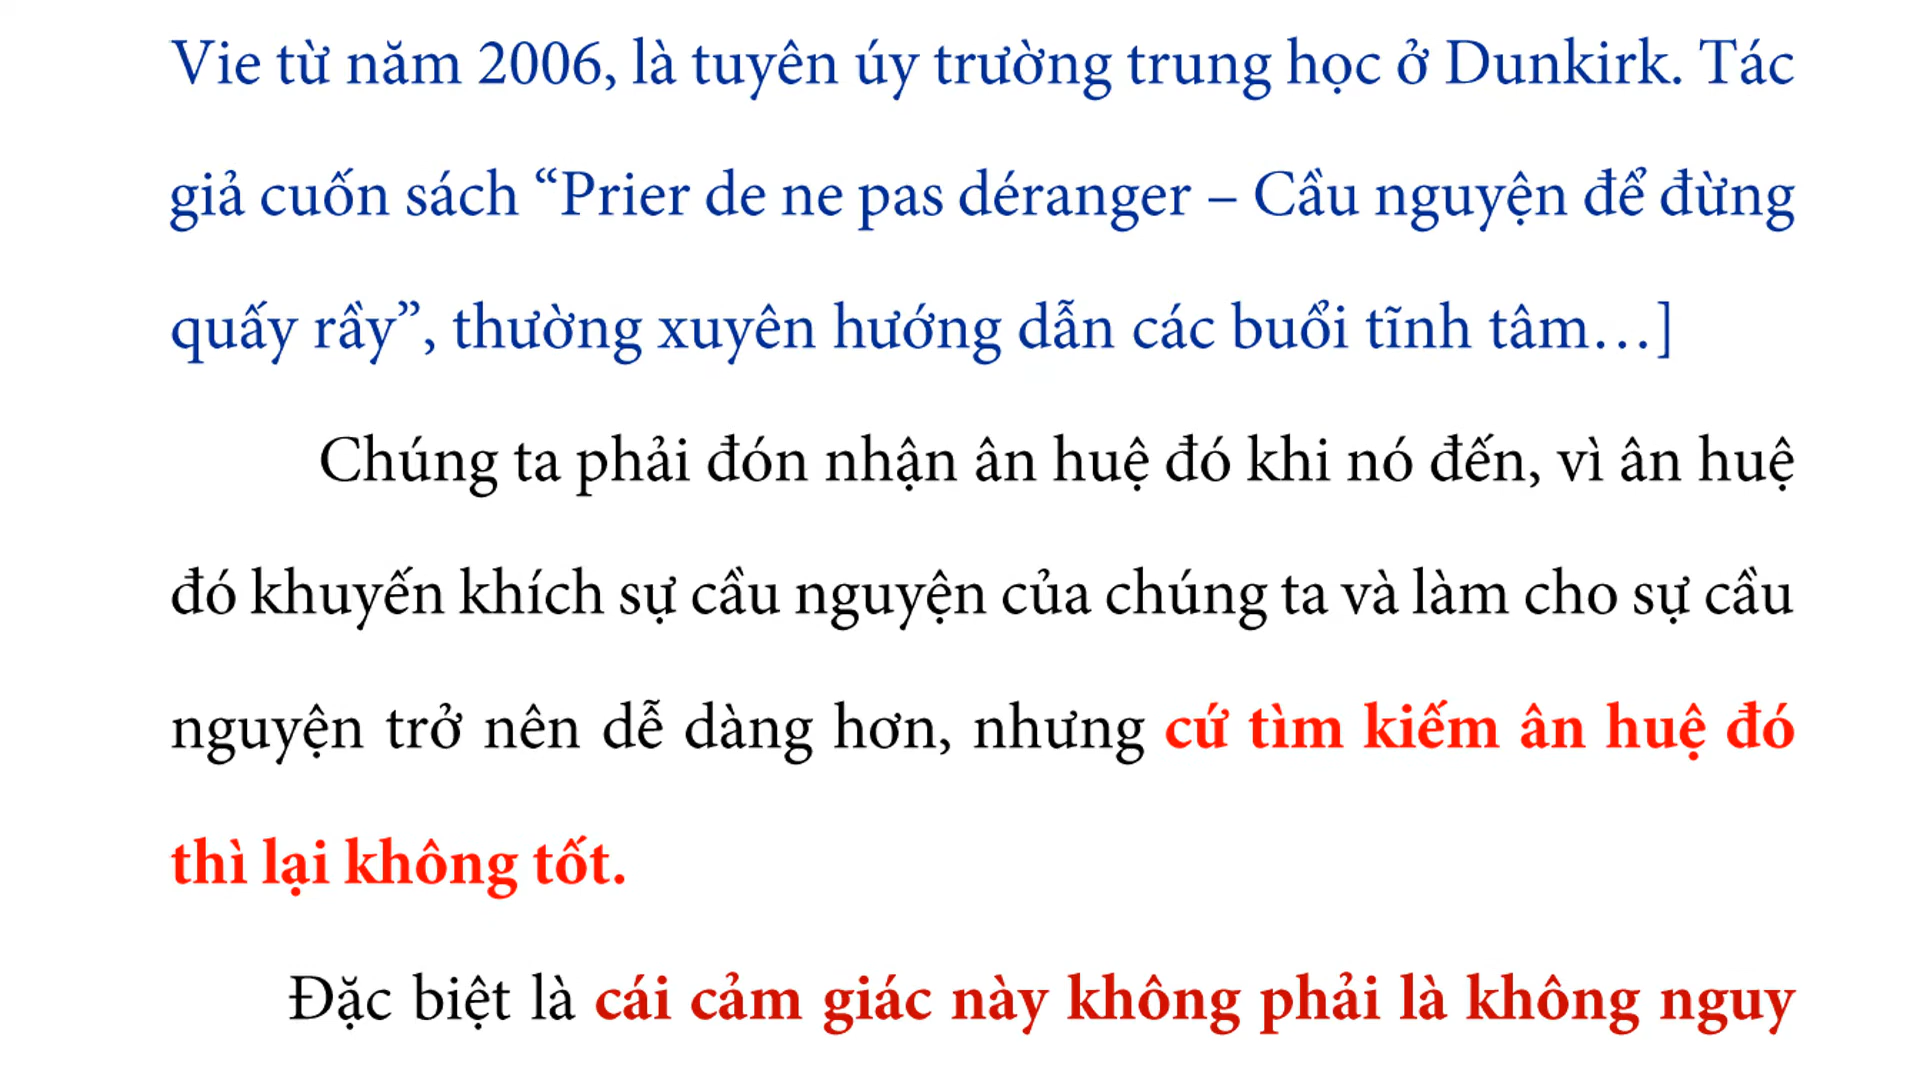 Vie từ năm 2006, là tuyên úy trường trung học ở Dunkirk. Tác
giả cuốn sách “Prier de ne pas déranger – Cầu nguyện để đừng
quấy rầy”, thường xuyên hướng dẫn các buổi tĩnh tâm…]
Chúng ta phải đón nhận ân huệ đó khi nó đến, vì ân huệ
đó khuyến khích sự cầu nguyện của chúng ta và làm cho sự cầu
nguyện trở nên dễ dàng hơn, nhưng cứ tìm kiếm ân huệ đó
thì lại không tốt.
Đặc biệt là cái cảm giác này không phải là không nguy